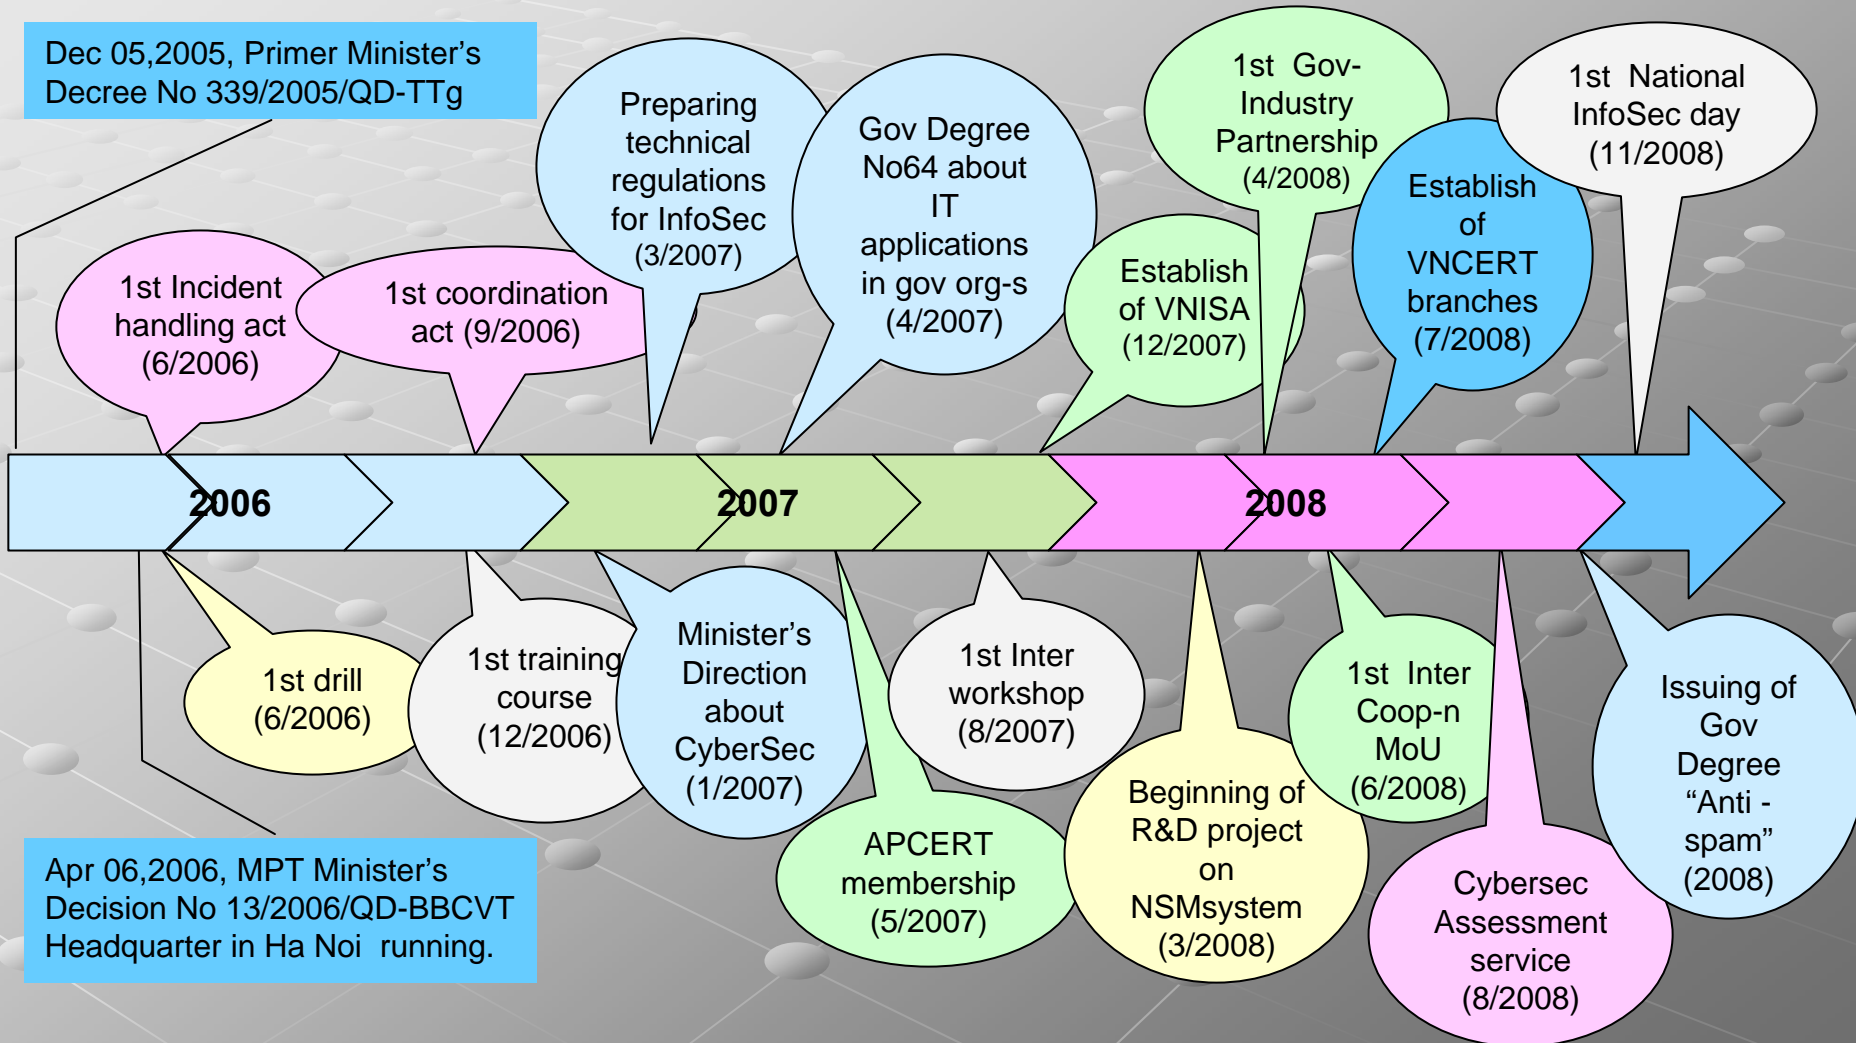 Dec 05,2005, Primer Minister’s
Decree No 339/2005/QD-TTg
1st Incident
handling act
(6/2006)
1st coordination
act (9/2006)
Preparing
technical
regulations
for InfoSec
(3/2007)
Gov Degree
No64 about
IT
applications
in gov org-s
(4/2007)
Establish
of VNISA
(12/2007)
1st Gov-
Industry
Partnership
(4/2008)
Establish
of
VNCERT
branches
(7/2008)
1st National
InfoSec day
(11/2008)
2006
2007
2008
1st drill
(6/2006)
1st training
course
(12/2006)
Minister’s
Direction
about
CyberSec
(1/2007)
APCERT
membership
(5/2007)
1st Inter
workshop
(8/2007)
Beginning of
R&D project
on
NSMsystem
(3/2008)
1st Inter
Coop-n
MoU
(6/2008)
Cybersec
Assessment
service
(8/2008)
Issuing of
Gov
Degree
“Anti -
spam”
(2008)
Apr 06,2006, MPT Minister’s
Decision No 13/2006/QD-BBCVT
Headquarter in Ha Noi running.